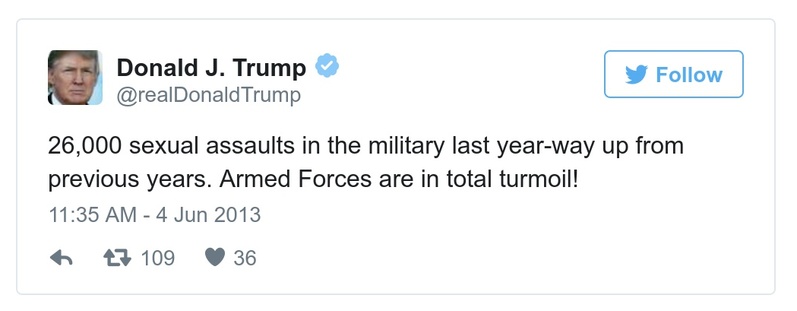 Donald J. Trump
@realDonaldTrump
Follow
26,000 sexual assaults in the military last year-way up from
previous years. Armed Forces are in total turmoil!
11:35 AM - 4 Jun 2013
109 36